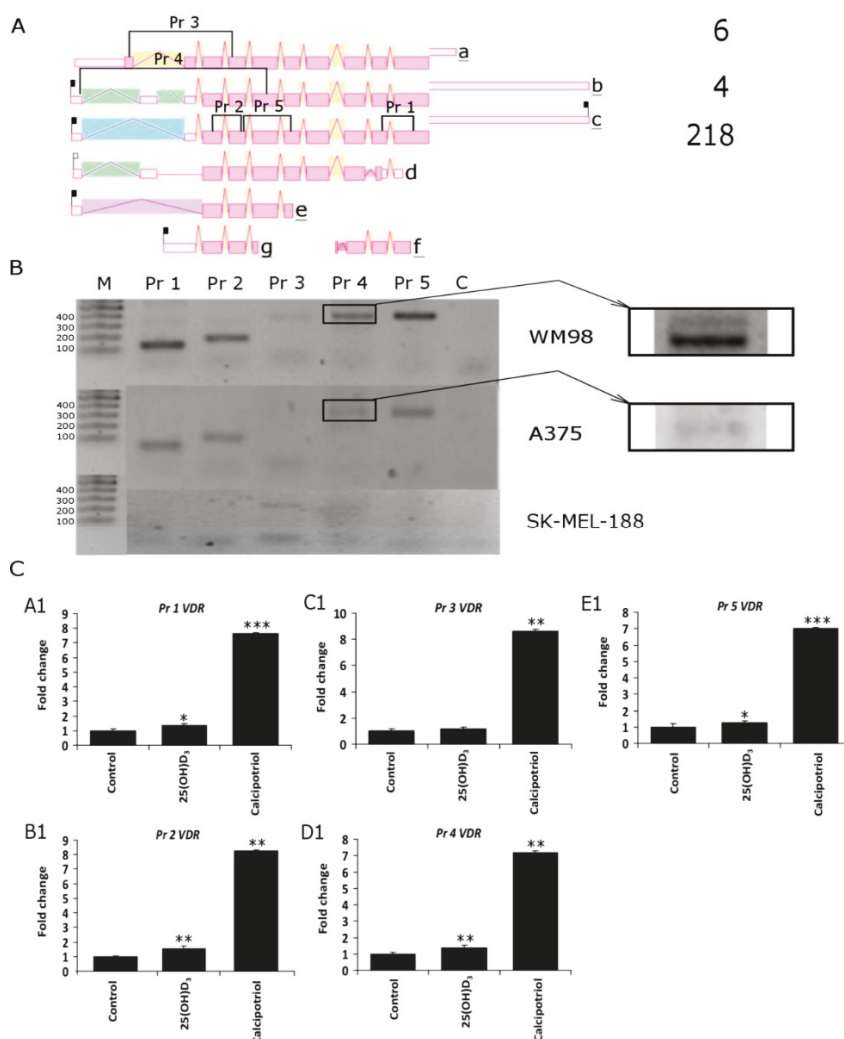 A
Pr 3
6
a
Pr 4
b
4
Pr 2 Pr 5 Pr 1
c
218
d
e
g f
B
M Pr 1 Pr 2 Pr 3 Pr 4 Pr 5 C
400
300
200
100
WM98
400
300
200
100
A375
400
300
200
100
SK-MEL-188
C
A1
Pr 1 VDR
***
Fold change
9
8
7
6
5
4
3
2
1
0
*
Control
25(OH)D₃
Calcipotriol
C1
Pr 3 VDR
**
Fold change
10
8
6
4
2
0
Control
25(OH)D₃
Calcipotriol
E1
Pr 5 VDR
***
Fold change
8
7
6
5
4
3
2
1
0
*
Control
25(OH)D₃
Calcipotriol
B1
Pr 2 VDR
**
Fold change
9
8
7
6
5
4
3
2
1
0
**
Control
25(OH)D₃
Calcipotriol
D1
Pr 4 VDR
**
Fold change
8
7
6
5
4
3
2
1
0
**
Control
25(OH)D₃
Calcipotriol